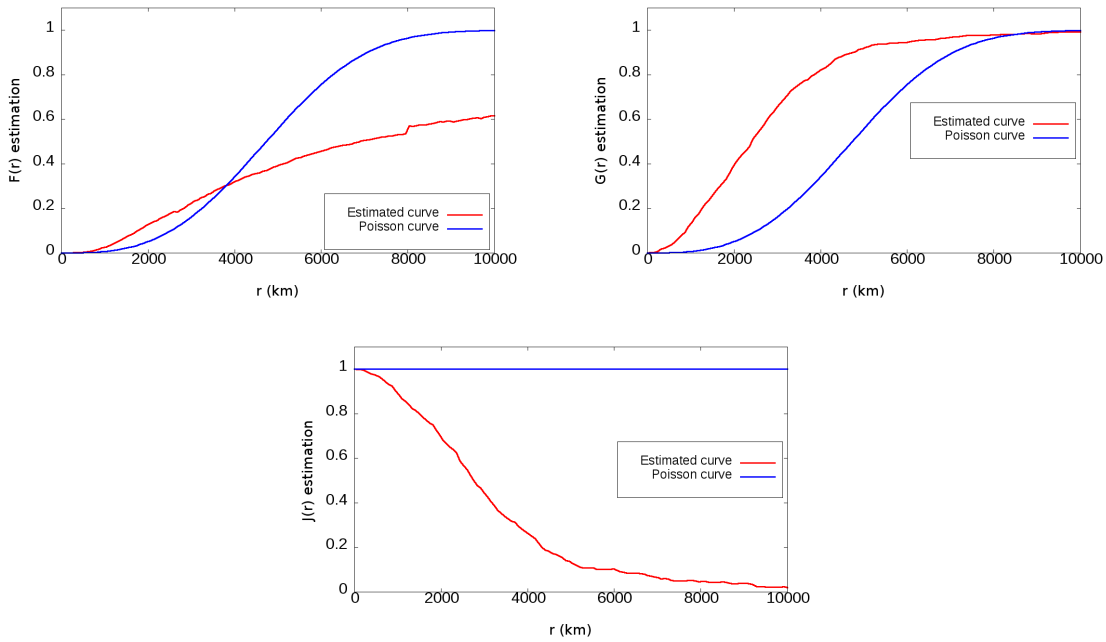 F(r) estimation
1
0.8
0.6
0.4
0.2
0
0 2000 4000 6000 8000 10000
r (km)
Estimated curve
Poisson curve
G(r) estimation
1
0.8
0.6
0.4
0.2
0
0 2000 4000 6000 8000 10000
r (km)
Estimated curve
Poisson curve
J(r) estimation
1
0.8
0.6
0.4
0.2
0
0 2000 4000 6000 8000 10000
r (km)
Estimated curve
Poisson curve